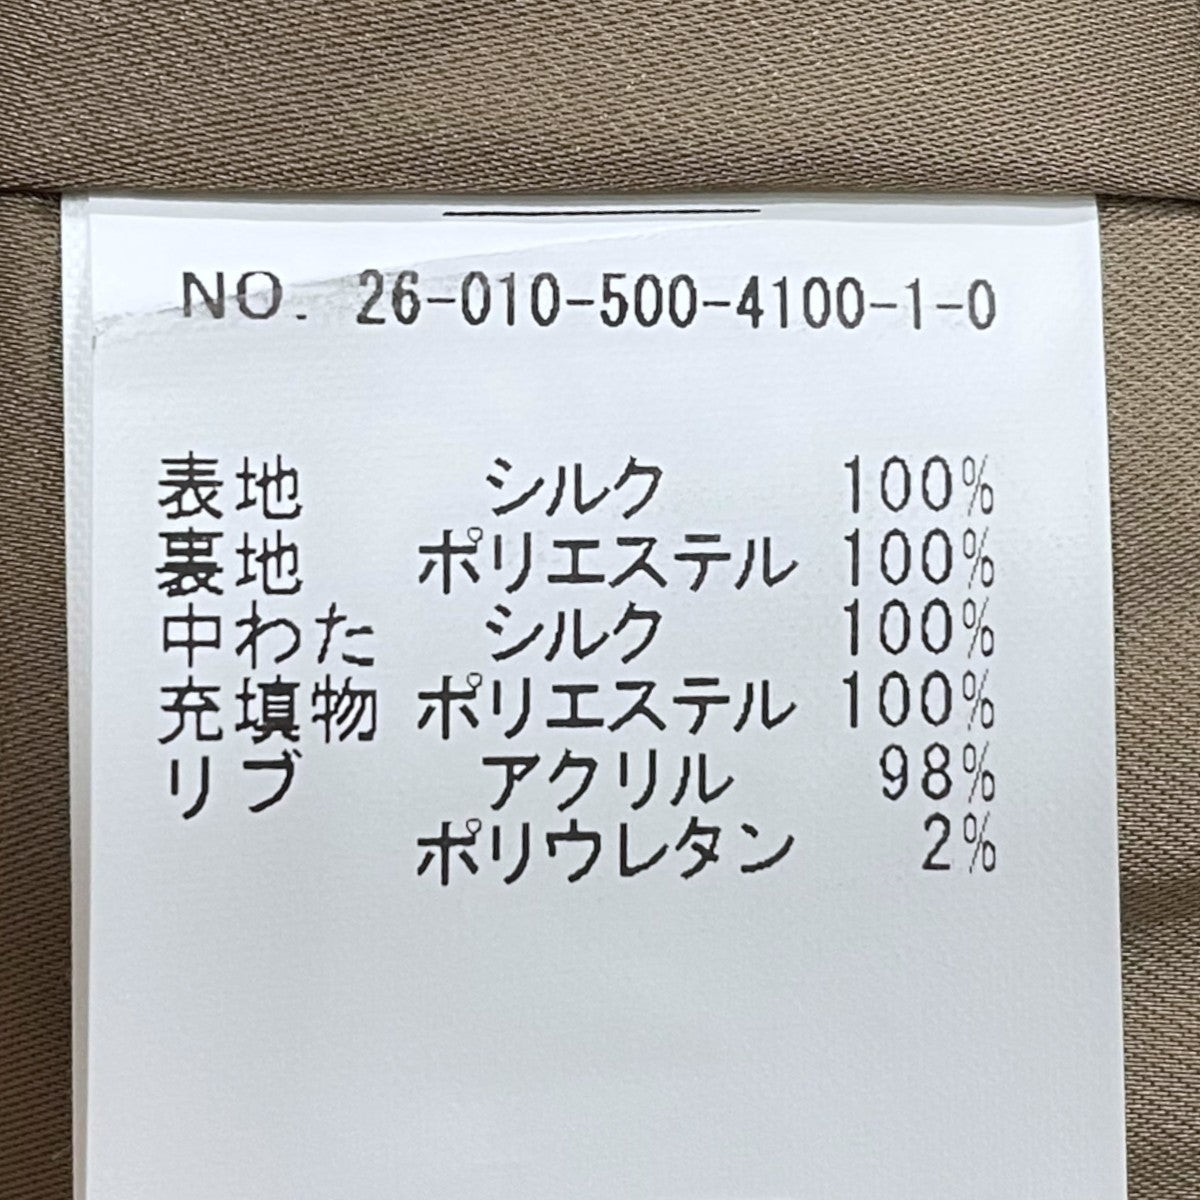 NO. 26-010-500-4100-1-0
表地 シルク 100%
裏地 ポリエステル 100%
中わた シルク 100%
充填物 ポリエステル 100%
リブ アクリル 98%
ポリウレタン 2%